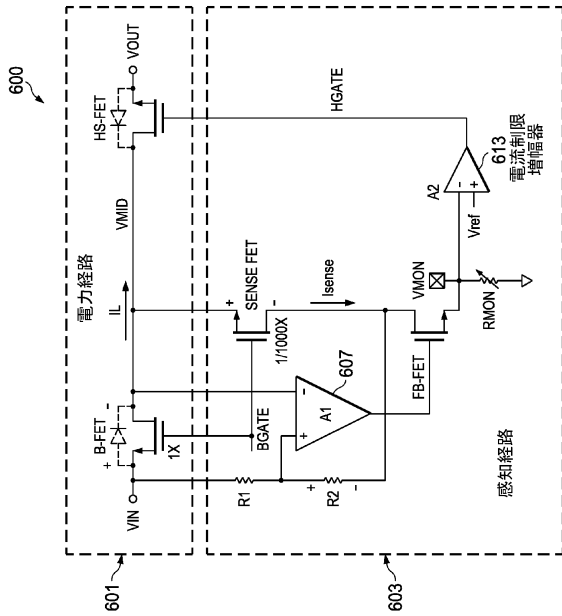 600
電力経路
VIN
B-FET
+
-
1X
IL
VMID
HS-FET
VOUT
601
BGATE
R1
+
R2
-
+
-
A1
607
+
SENSE FET
-
1/1000X
Isense
FB-FET
VMON
RMON
A2
-
+
Vref
613
電流制限
増幅器
HGATE
感知経路
603